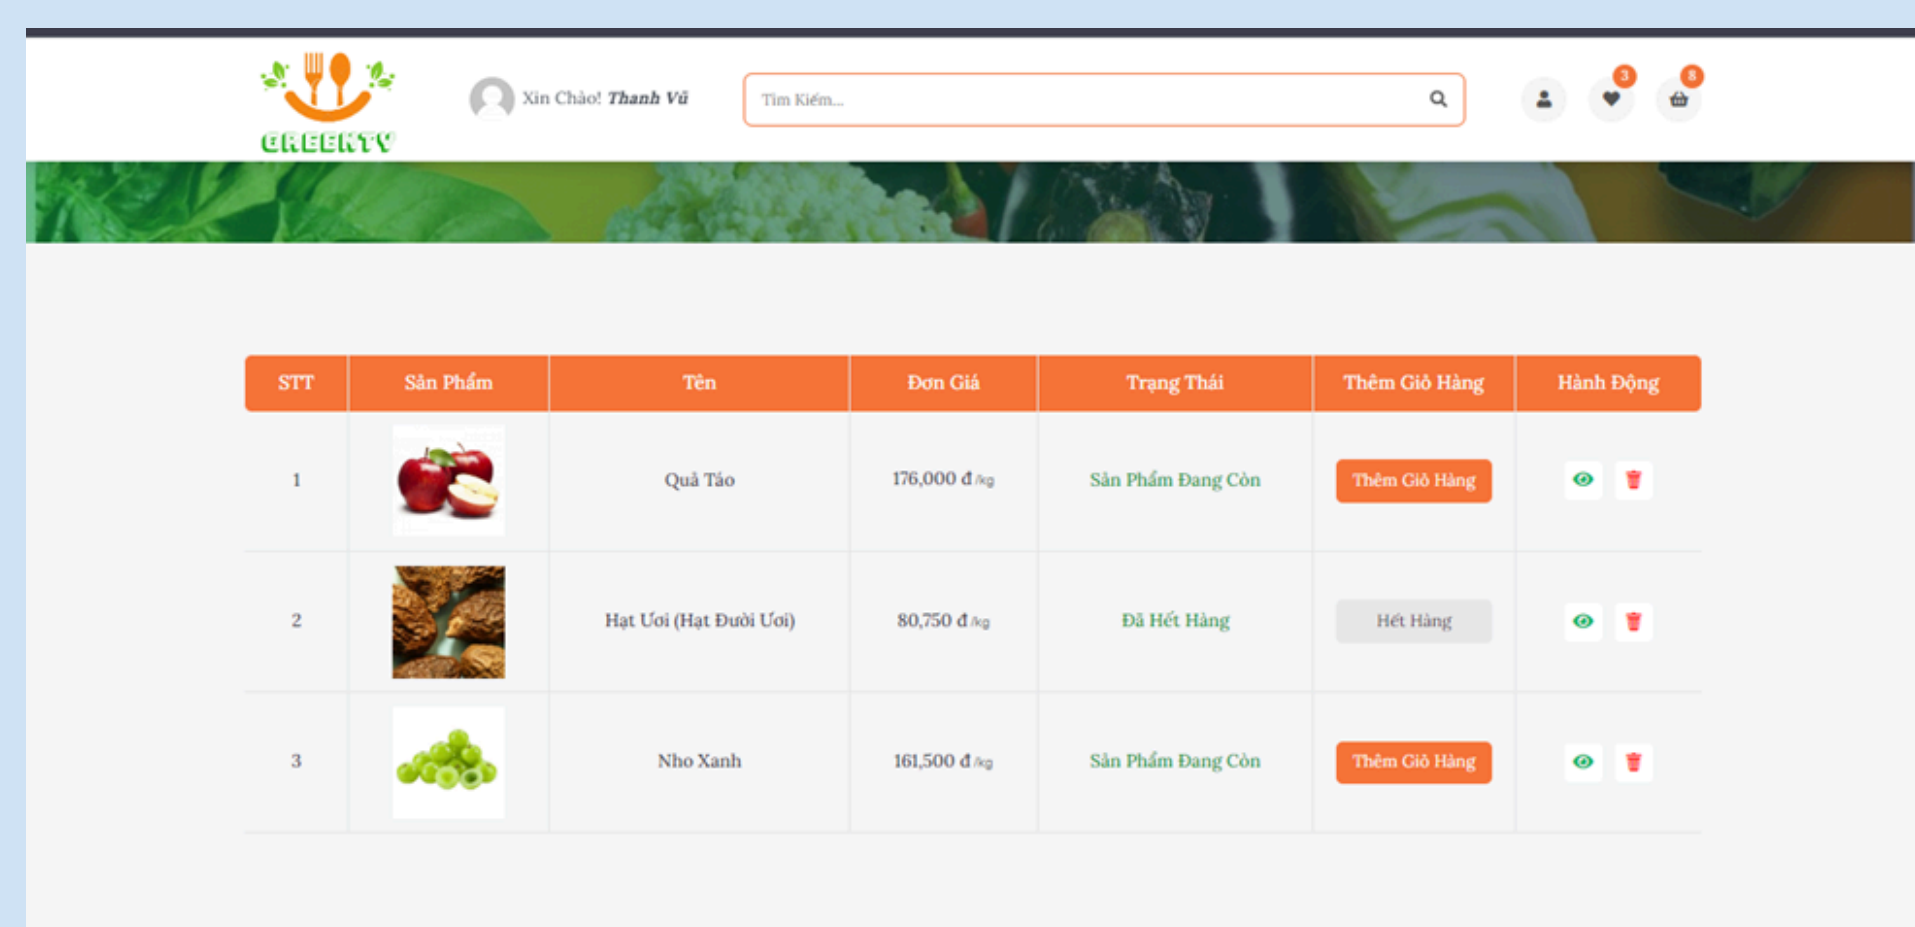 GREENTY
Xin Chào! Thanh Vũ
Tìm Kiếm...
3
8
STT Sản Phẩm Tên Đơn Giá Trạng Thái Thêm Giỏ Hàng Hành Động
1 Quả Táo 176,000 đ /kg Sản Phẩm Đang Còn Thêm Giỏ Hàng
2 Hạt Ươi (Hạt Đười Ươi) 80,750 đ /kg Đã Hết Hàng Hết Hàng
3 Nho Xanh 161,500 đ /kg Sản Phẩm Đang Còn Thêm Giỏ Hàng